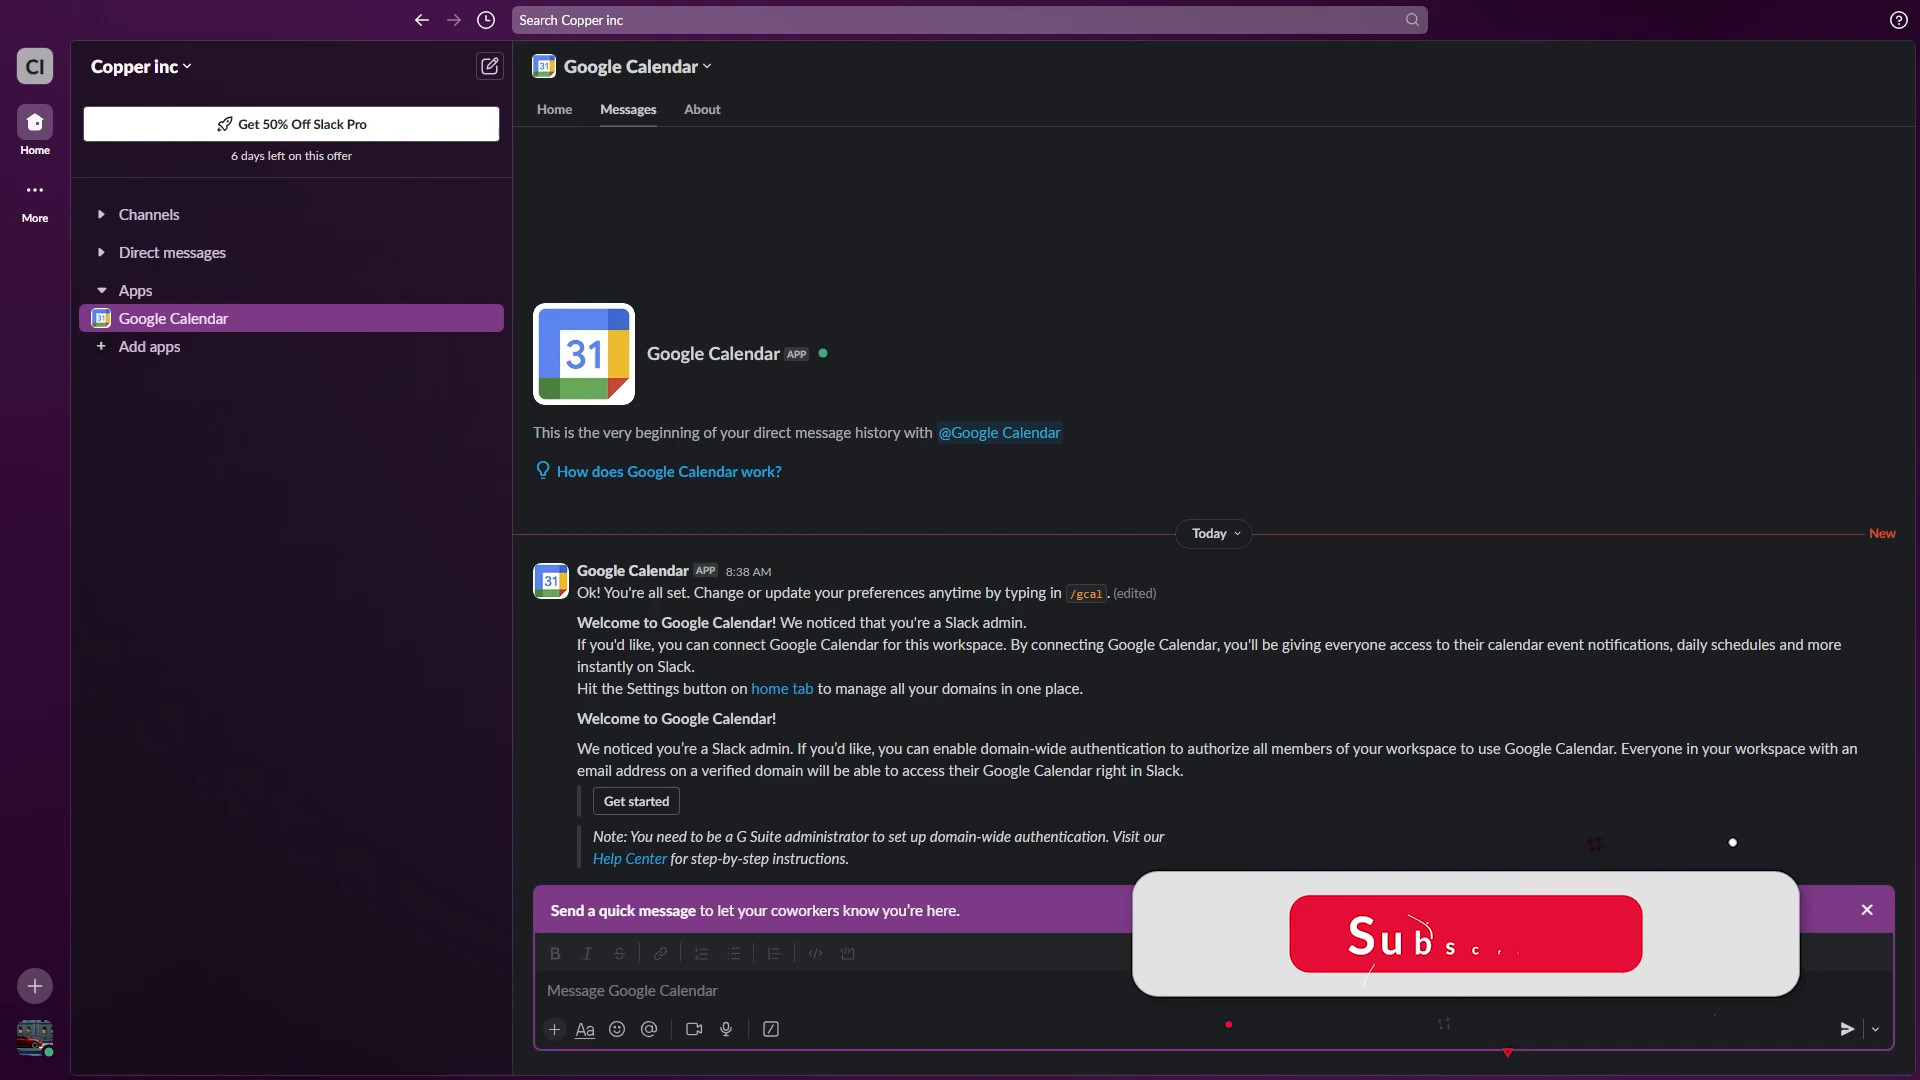 Search Copper inc
CI
Copper inc
Google Calendar
Home
Messages
About
Get 50% Off Slack Pro
6 days left on this offer
Home
More
Channels
Direct messages
Apps
Google Calendar
Add apps
31
Google Calendar APP
This is the very beginning of your direct message history with @Google Calendar
How does Google Calendar work?
Today
New
31
Google Calendar APP 8:38 AM
Ok! You're all set. Change or update your preferences anytime by typing in /gcal. (edited)
Welcome to Google Calendar! We noticed that you're a Slack admin.
If you'd like, you can connect Google Calendar for this workspace. By connecting Google Calendar, you'll be giving everyone access to their calendar event notifications, daily schedules and more
instantly on Slack.
Hit the Settings button on home tab to manage all your domains in one place.
Welcome to Google Calendar!
We noticed you’re a Slack admin. If you’d like, you can enable domain-wide authentication to authorize all members of your workspace to use Google Calendar. Everyone in your workspace with an
email address on a verified domain will be able to access their Google Calendar right in Slack.
Get started
Note: You need to be a G Suite administrator to set up domain-wide authentication. Visit our
Help Center for step-by-step instructions.
Send a quick message to let your coworkers know you’re here.
Subscr
Message Google Calendar
Aa